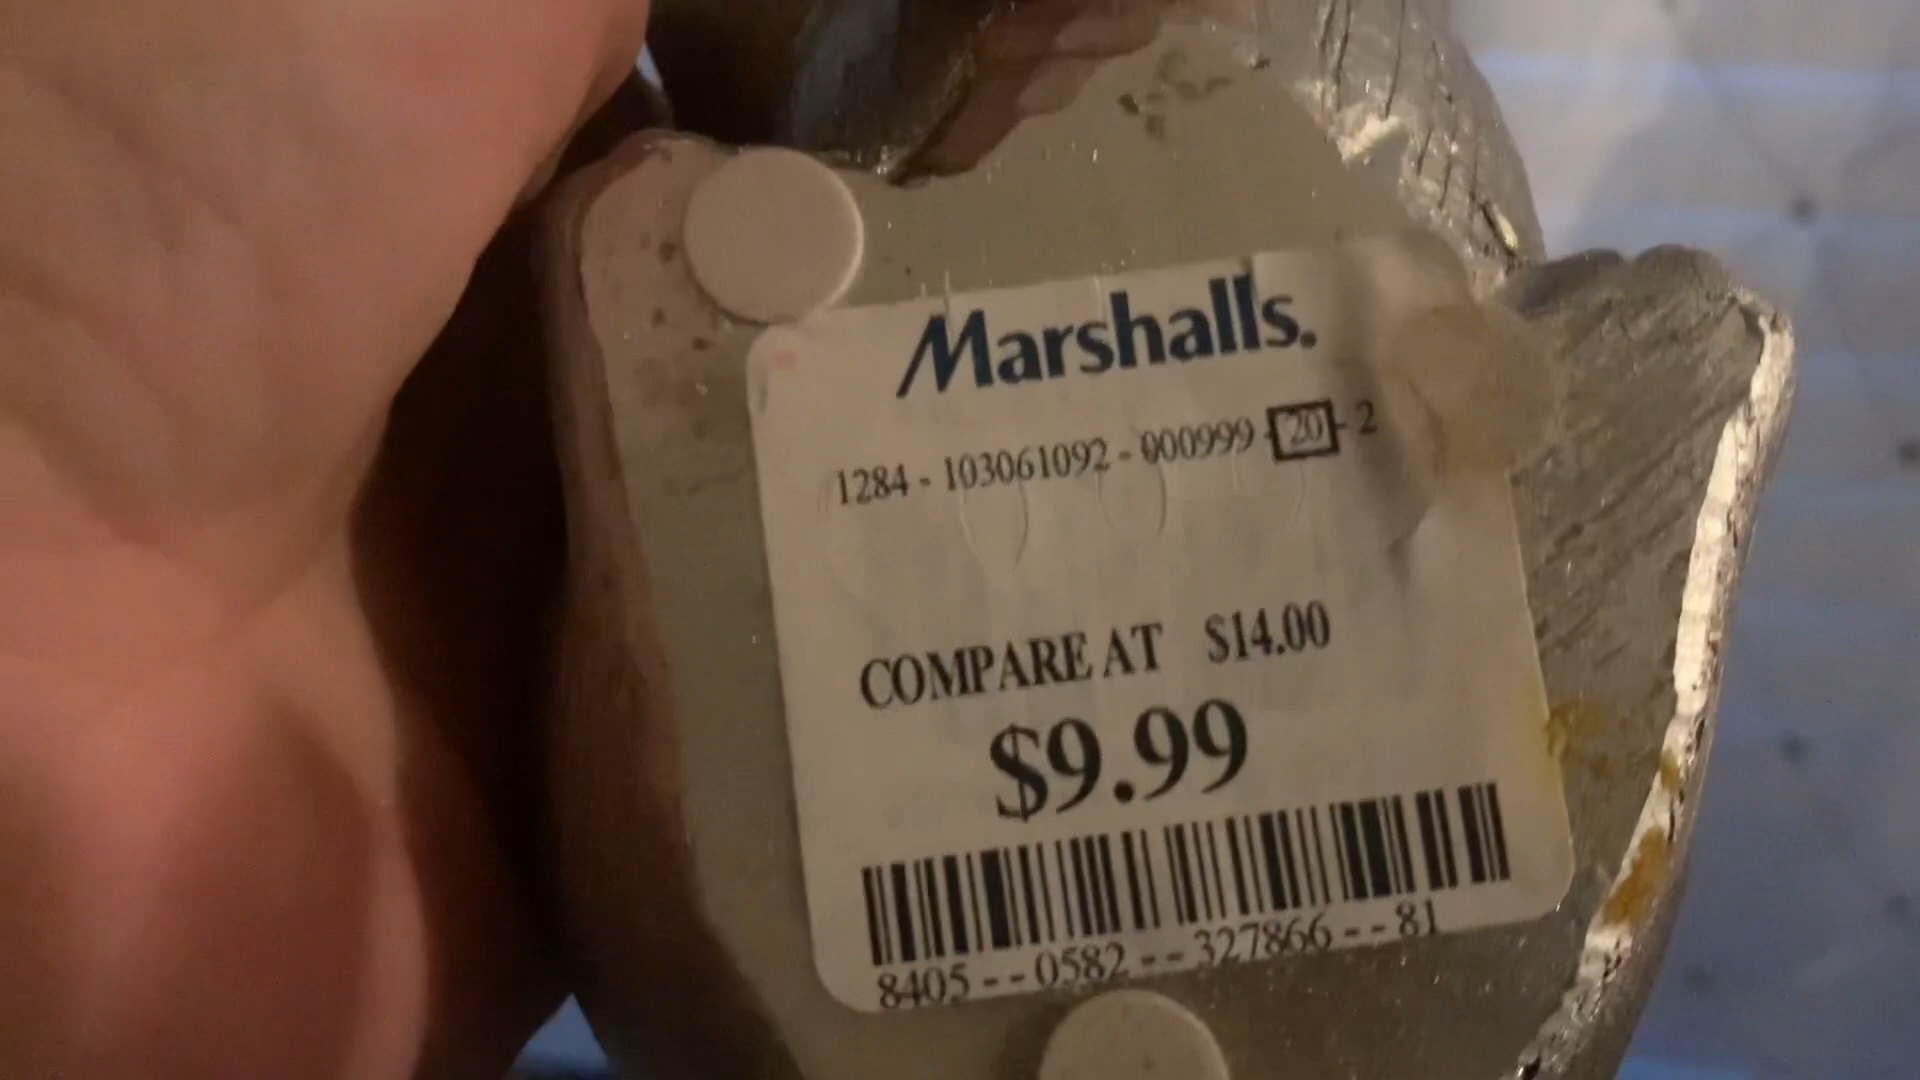 Marshalls.
1284 - 103061092 - 000999 - 20 - 2
COMPARE AT $14.00
$9.99
8405 - - 0582 - - 327866 - - 81